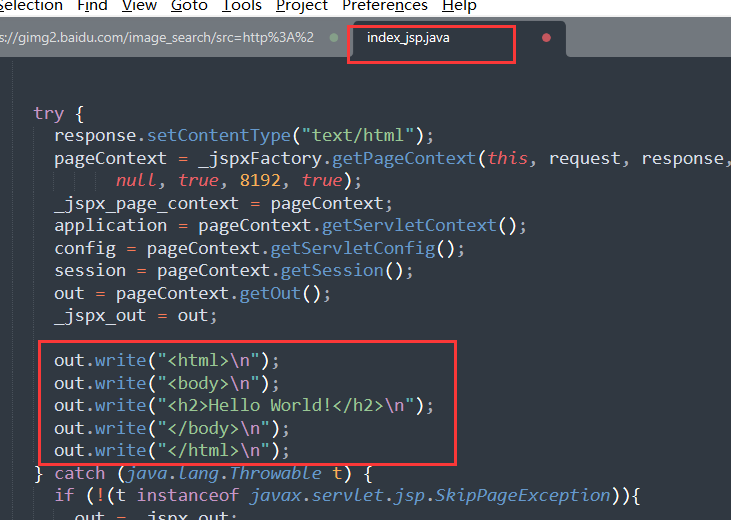 Selection Find View Goto Tools Project Preferences Help
s://gimg2.baidu.com/image_search/src=http%3A%2 index_jsp.java
try {
response.setContentType("text/html");
pageContext = _jspxFactory.getPageContext(this, request, response,
null, true, 8192, true);
_jspx_page_context = pageContext;
application = pageContext.getServletContext();
config = pageContext.getServletConfig();
session = pageContext.getSession();
out = pageContext.getOut();
_jspx_out = out;
out.write("<html>\n");
out.write("<body>\n");
out.write("<h2>Hello World!</h2>\n");
out.write("</body>\n");
out.write("</html>\n");
} catch (java.lang.Throwable t) {
if (!(t instanceof javax.servlet.jsp.SkipPageException)){
out = _jspx_out;